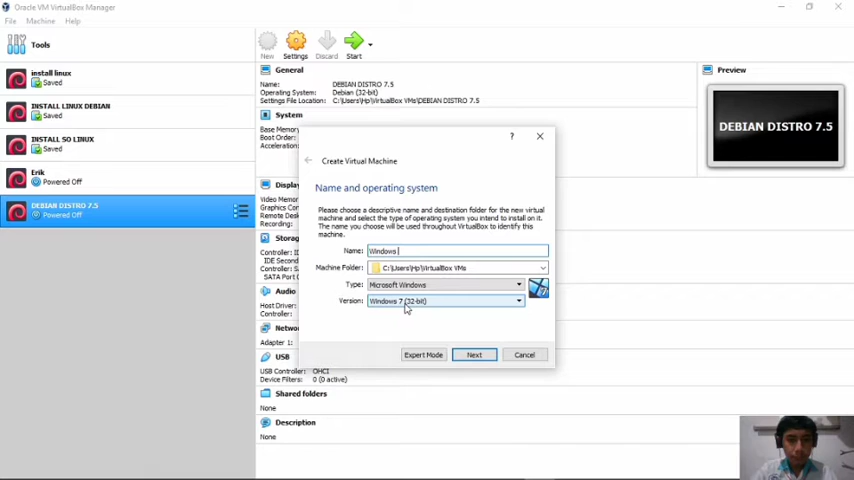 Oracle VM VirtualBox Manager
File Machine Help
Tools
New Settings Discard Start
install linux
Saved
INSTALL LINUX DEBIAN
Saved
INSTALL SO LINUX
Saved
Erik
Powered Off
DEBIAN DISTRO 7.5
Powered Off
General
Name: DEBIAN DISTRO 7.5
Operating System: Debian (32-bit)
Settings File Location: C:\Users\Hp\VirtualBox VMs\DEBIAN DISTRO 7.5
System
Base Memory
Boot Order:
Acceleration:
Display
Video Memory
Graphics Con
Remote Desk
Recording:
Storage
Controller: ID
IDE Second
Controller: SA
SATA Port
Audio
Host Driver:
Controller:
Network
Adapter 1:
USB
USB Controller: OHCI
Device Filters: 0 (0 active)
Shared folders
None
Description
None
Preview
DEBIAN DISTRO 7.5
?
Create Virtual Machine
Name and operating system
Please choose a descriptive name and destination folder for the new virtual
machine and select the type of operating system you intend to install on it.
The name you choose will be used throughout VirtualBox to identify this
machine.
Name: Windows
Machine Folder: C:\Users\Hp\VirtualBox VMs
Type: Microsoft Windows
Version: Windows 7 (32-bit)
Expert Mode Next Cancel